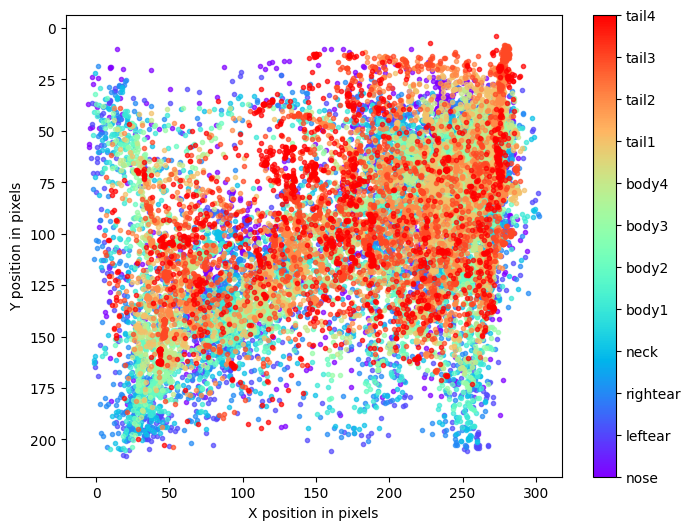 0
25
50
75
100
125
150
175
200
Y position in pixels
0
50
100
150
200
250
300
X position in pixels
tail4
tail3
tail2
tail1
body4
body3
body2
body1
neck
rightear
leftear
nose